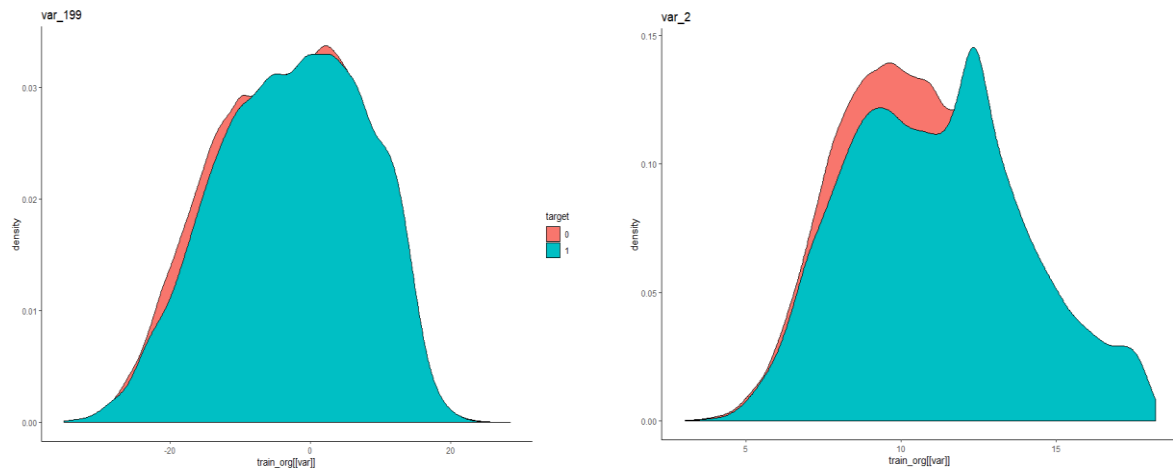 var_199
0.03
0.02
0.01
0.00
density
-20
0
20
train_org[[var]]
target
0
1
var_2
0.15
0.10
0.05
0.00
density
5
10
15
train_org[[var]]